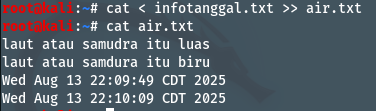 root@kali:~# cat < infotanggal.txt >> air.txt
root@kali:~# cat air.txt
laut atau samudra itu luas
laut atau samdura itu biru
Wed Aug 13 22:09:49 CDT 2025
Wed Aug 13 22:10:09 CDT 2025